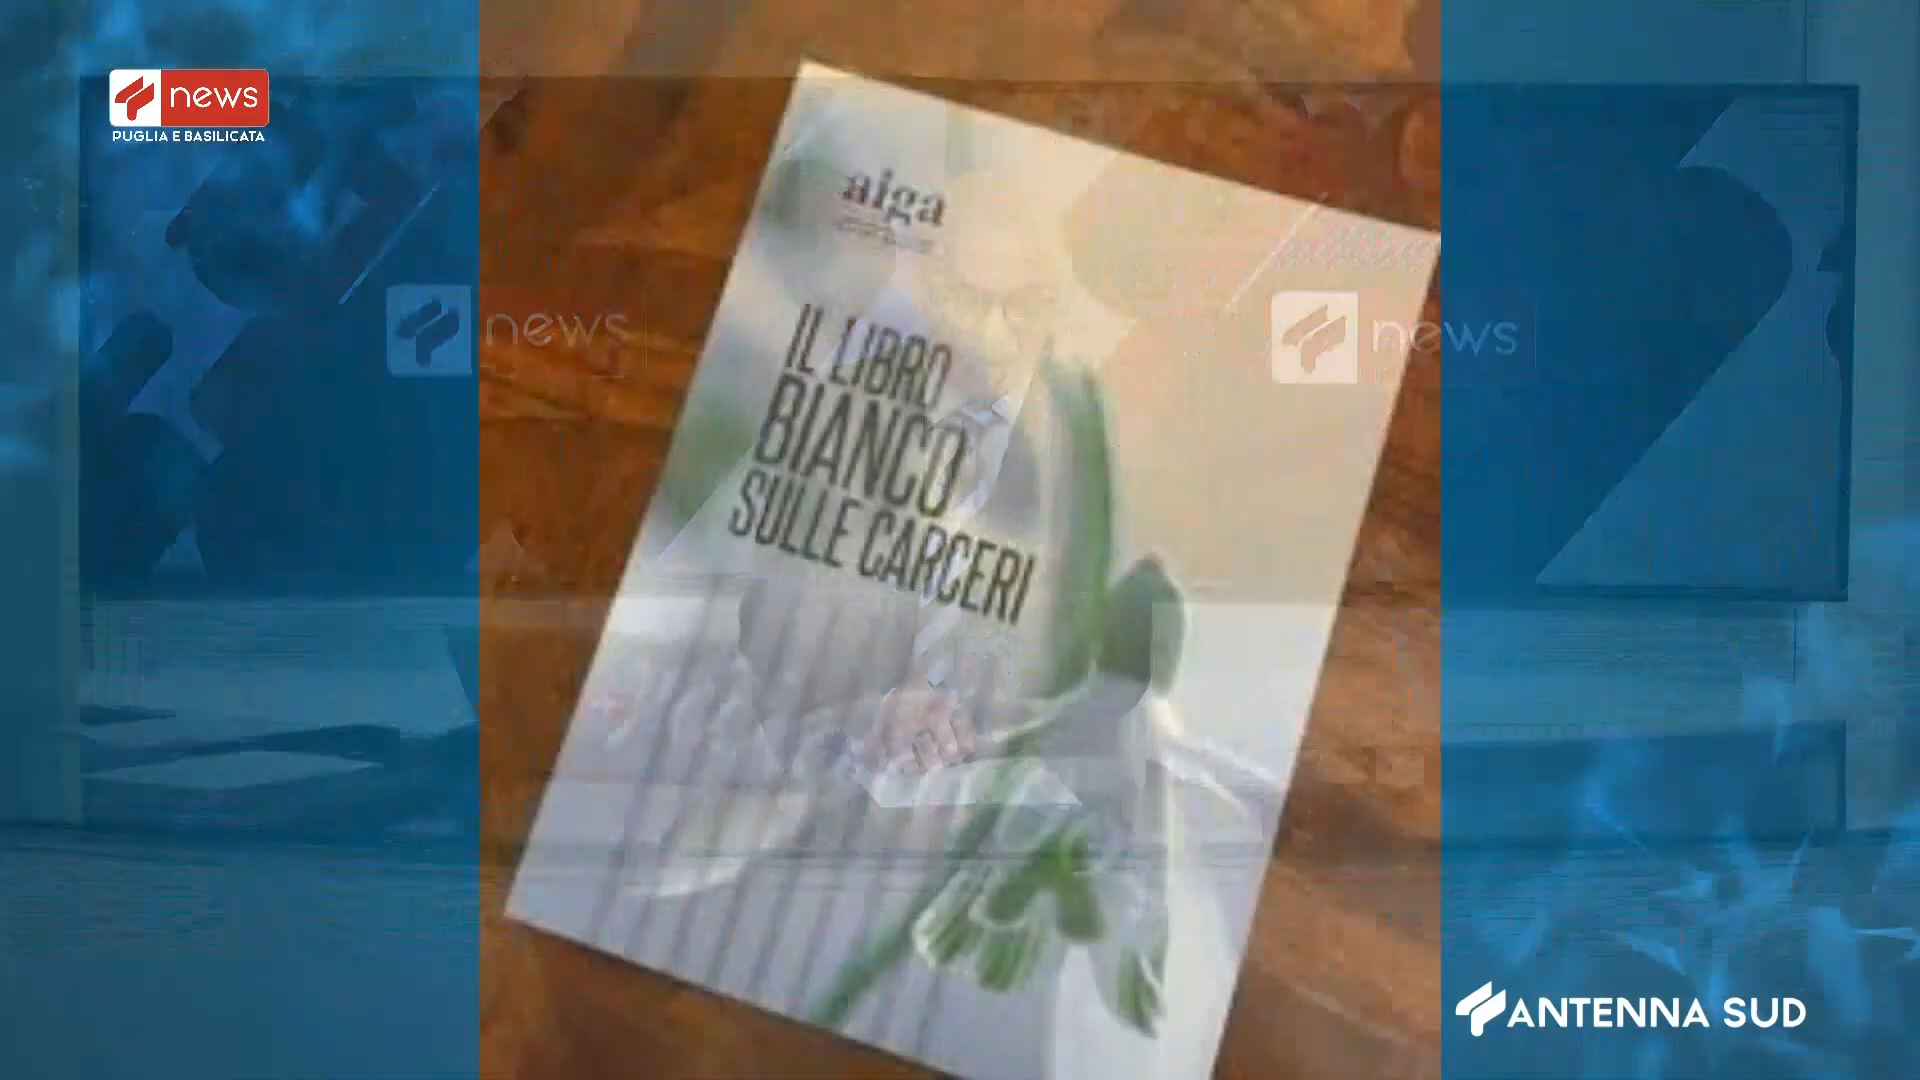 news
PUGLIA E BASILICATA
aiga
news
news
IL LIBRO
BIANCO
SULLE CARCERI
ANTENNA SUD